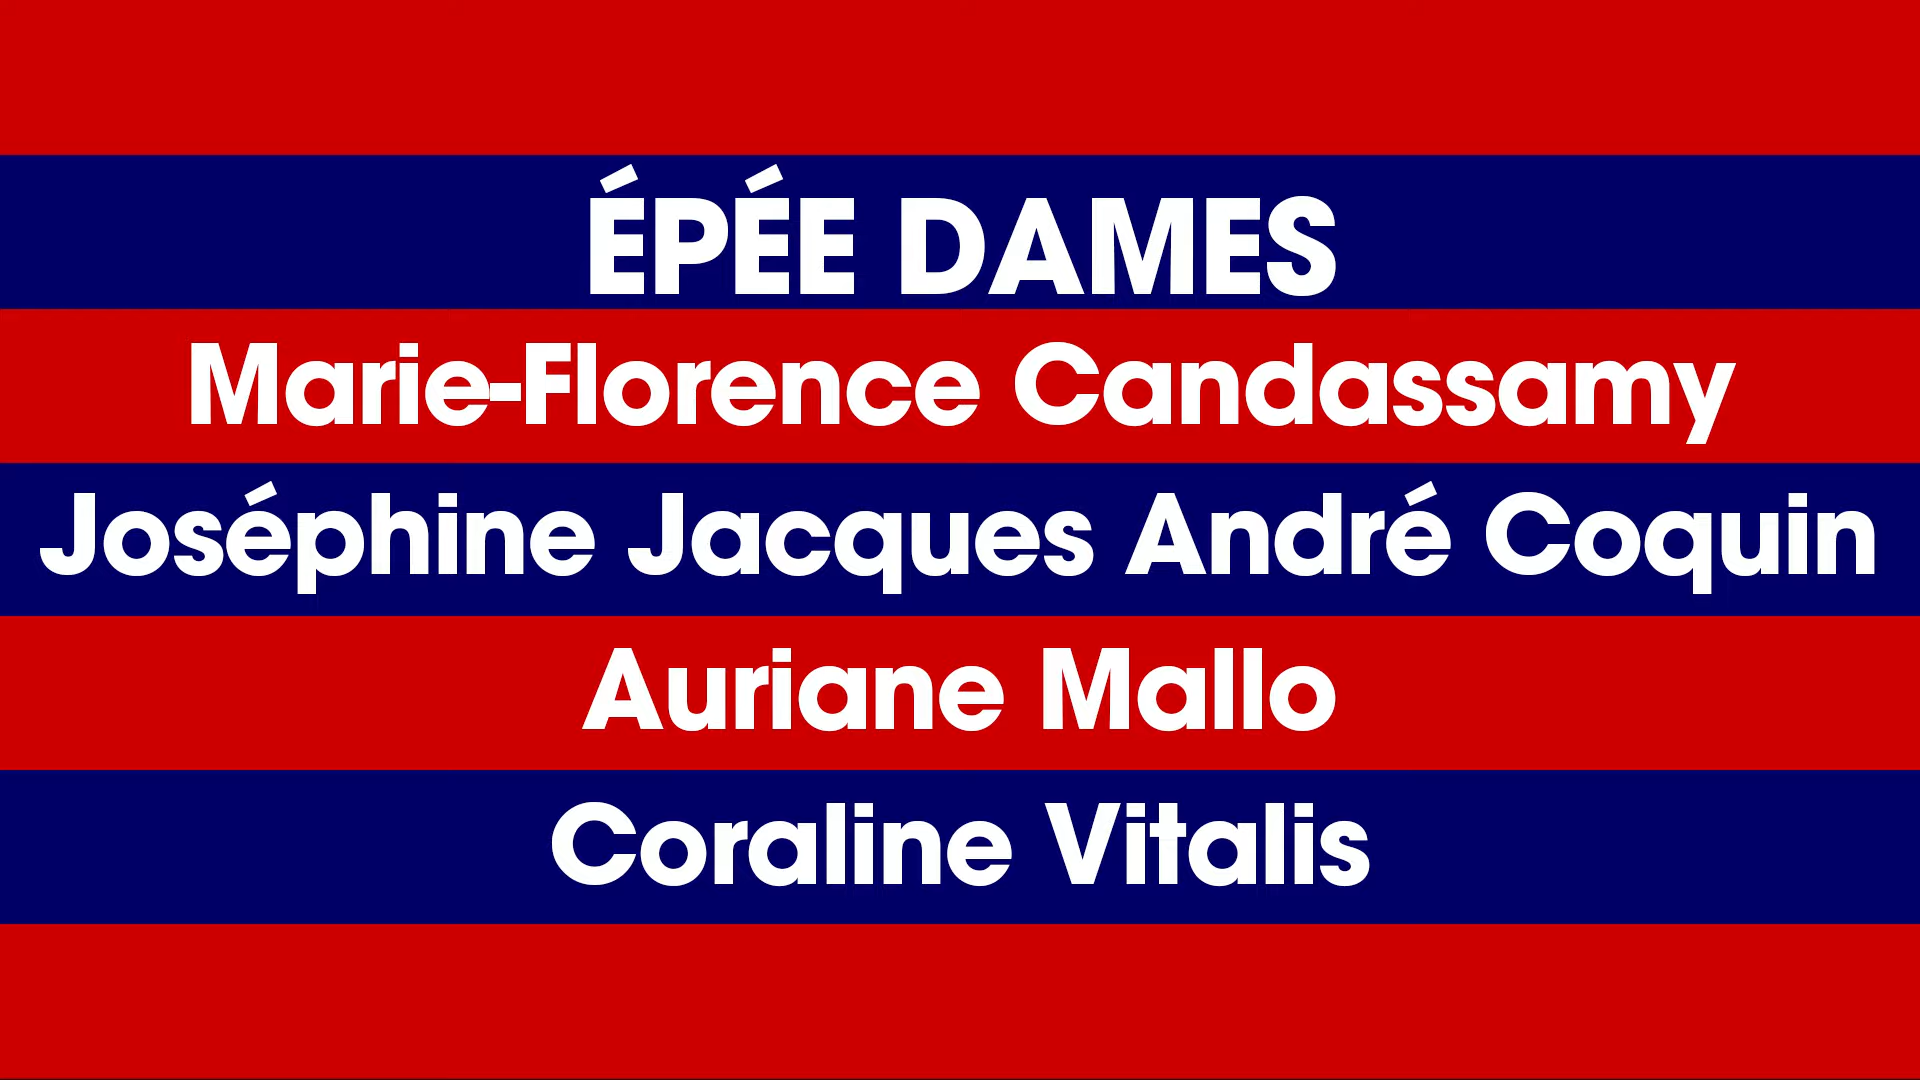 ÉPÉE DAMES
Marie-Florence Candassamy
Joséphine Jacques André Coquin
Auriane Mallo
Coraline Vitalis